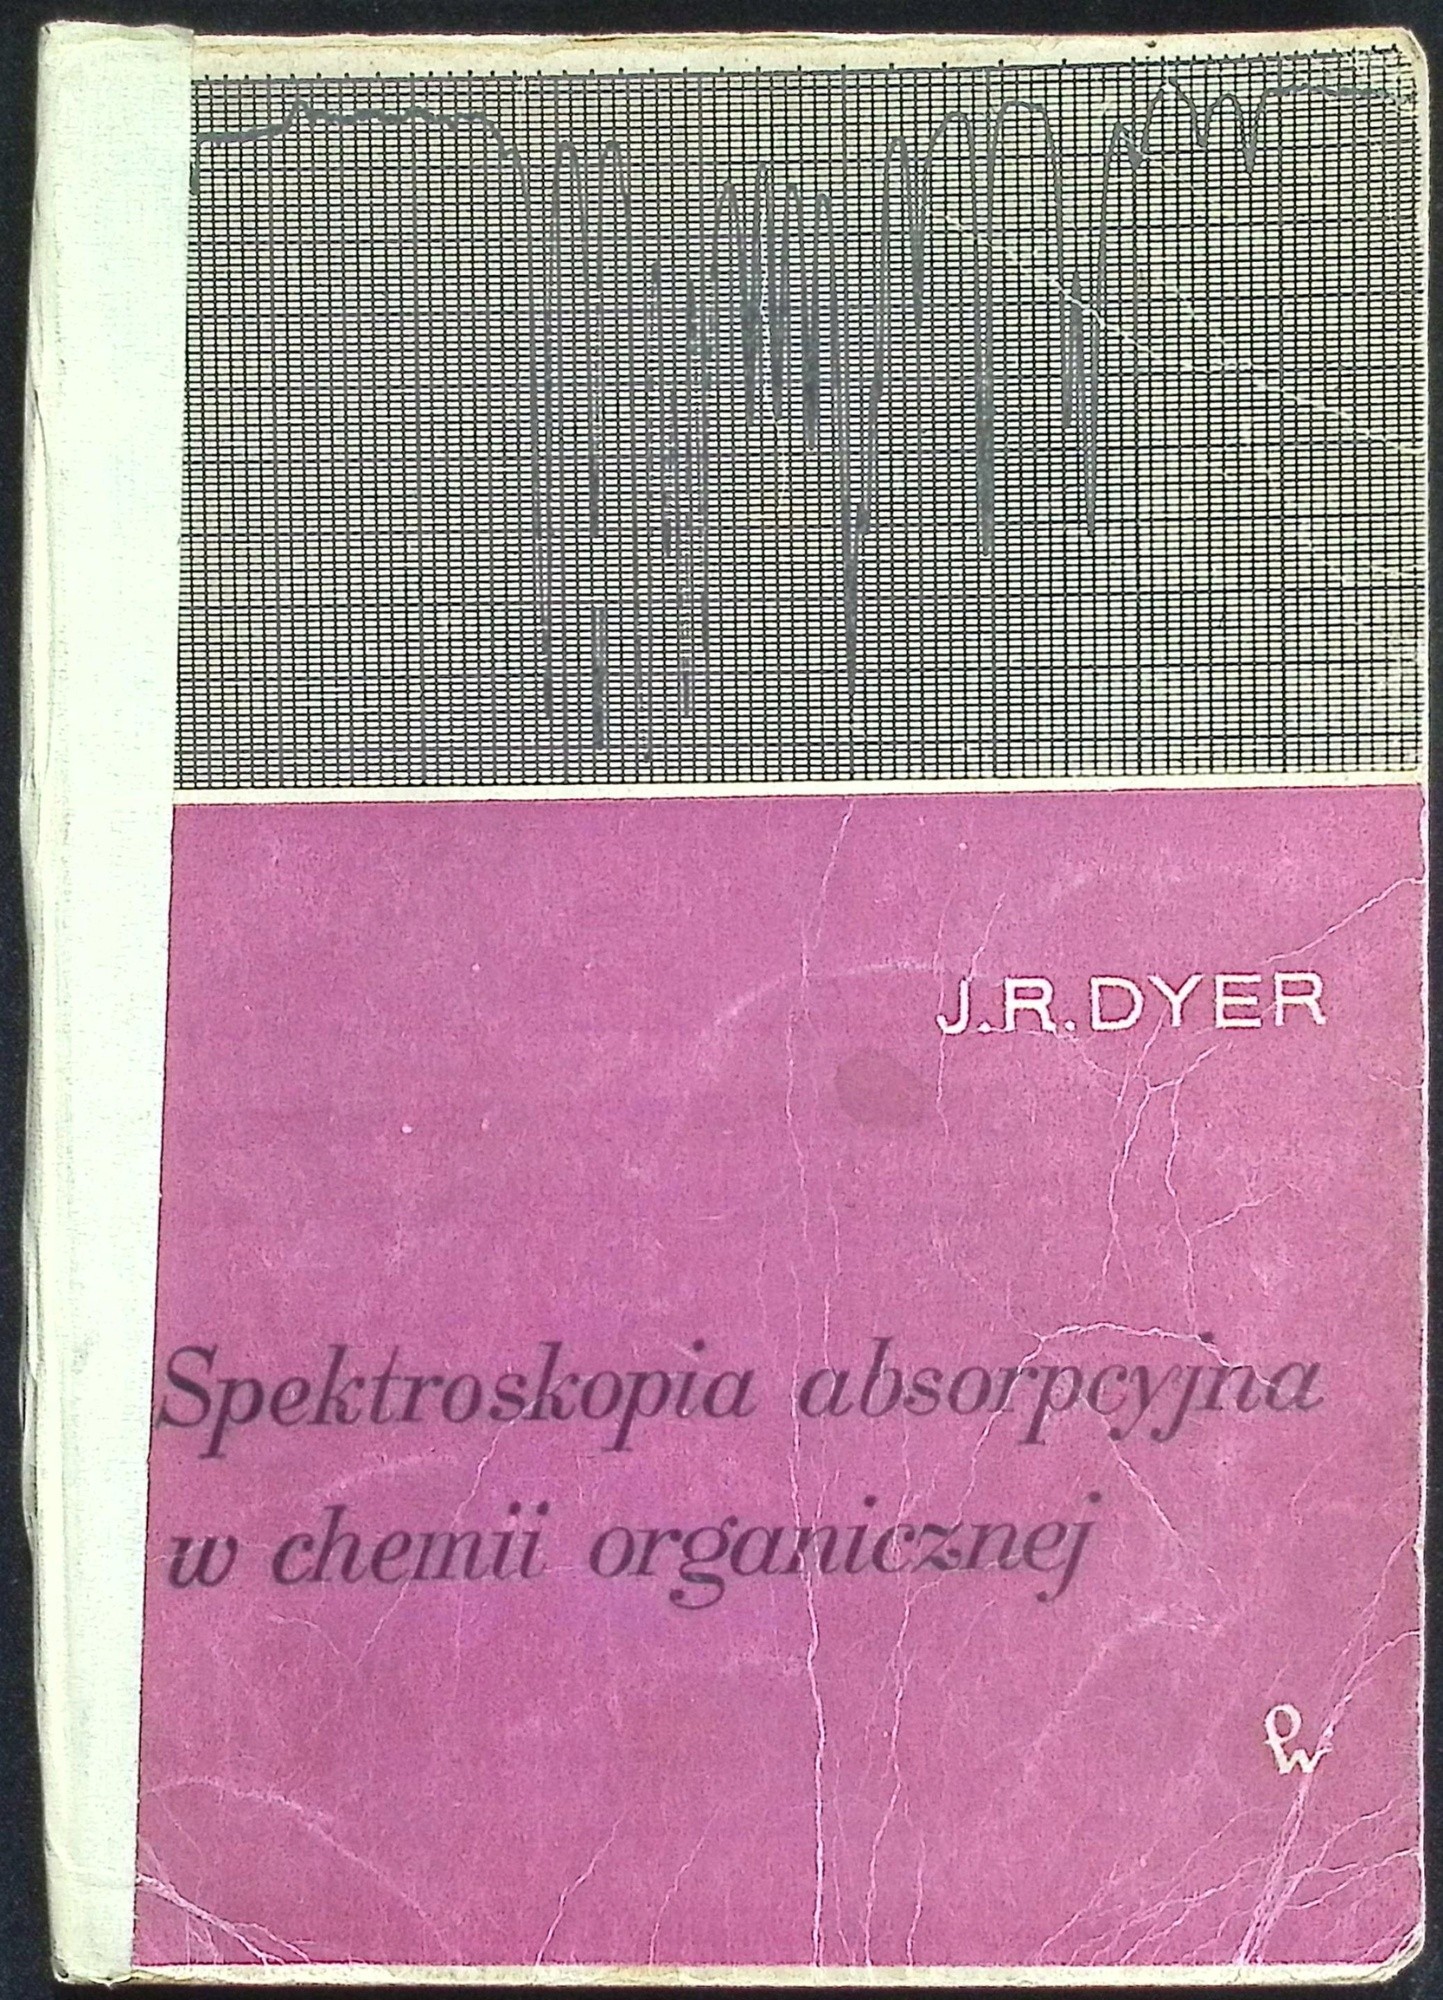 J.R.DYER
Spektroskopia absorpcyjna
w chemii organicznej